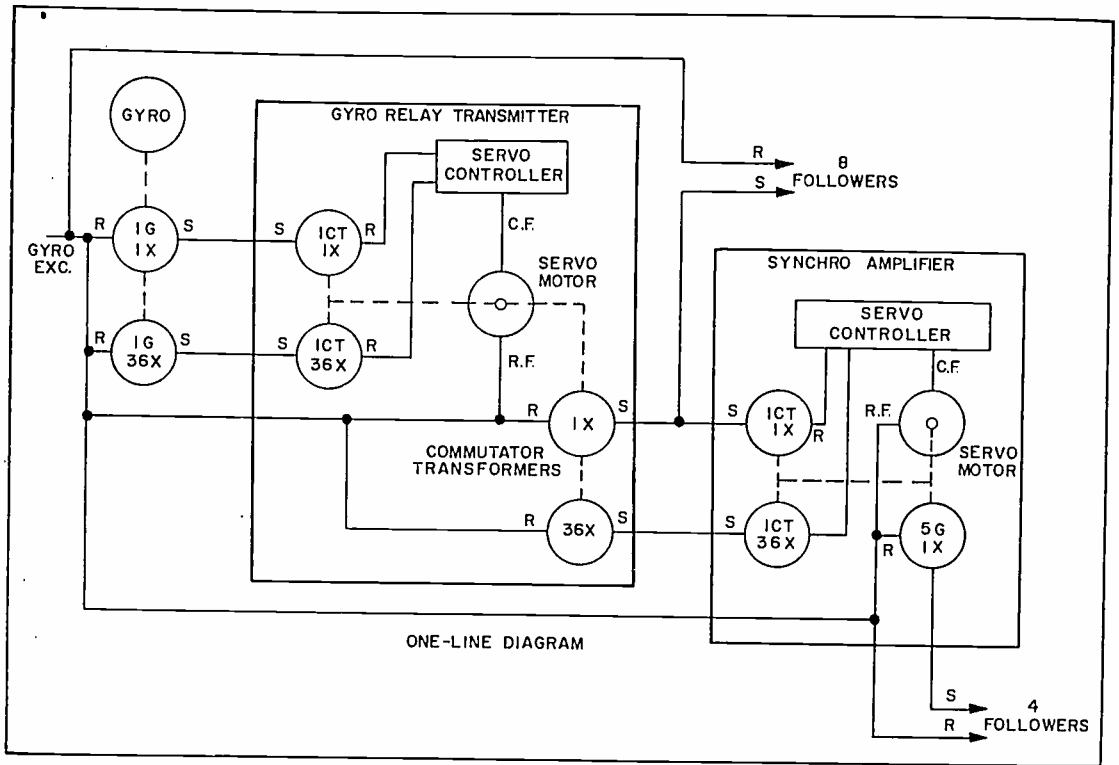 GYRO
GYRO RELAY TRANSMITTER
SERVO
CONTROLLER
R
S
8
FOLLOWERS
R
1G
1X
S
S
1CT
1X
R
C.F.
GYRO
EXC.
SERVO
MOTOR
SYNCHRO AMPLIFIER
SERVO
CONTROLLER
R
1G
36X
S
S
1CT
36X
R
R.F.
C.F.
R
1X
S
S
1CT
1X
R
R.F.
COMMUTATOR
TRANSFORMERS
SERVO
MOTOR
R
36X
S
S
1CT
36X
R
5G
1X
ONE-LINE DIAGRAM
S
R
4
FOLLOWERS